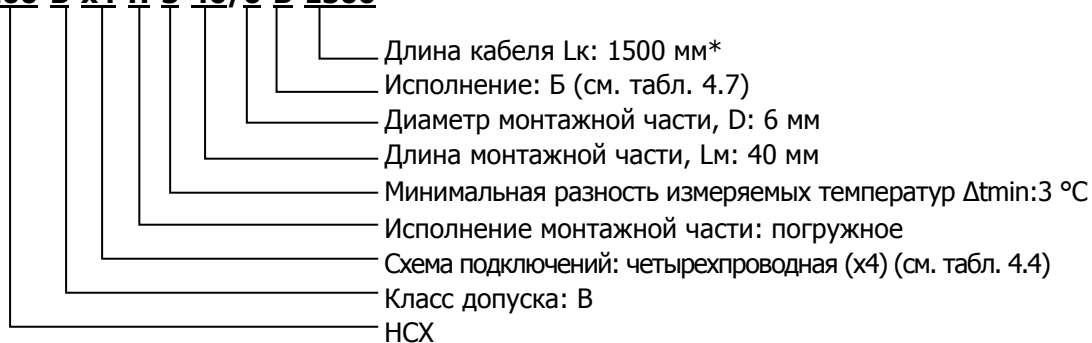 Длина кабеля Lк: 1500 мм*
Исполнение: Б (см. табл. 4.7)
Диаметр монтажной части, D: 6 мм
Длина монтажной части, Lм: 40 мм
Минимальная разность измеряемых температур Δtmin:3 °C
Исполнение монтажной части: погружное
Схема подключений: четырехпроводная (х4) (см. табл. 4.4)
Класс допуска: В
НСХ